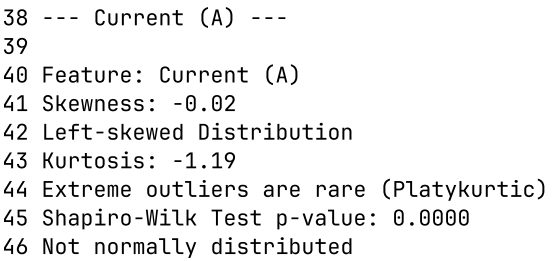 38 --- Current (A) ---
39
40 Feature: Current (A)
41 Skewness: -0.02
42 Left-skewed Distribution
43 Kurtosis: -1.19
44 Extreme outliers are rare (Platykurtic)
45 Shapiro-Wilk Test p-value: 0.0000
46 Not normally distributed